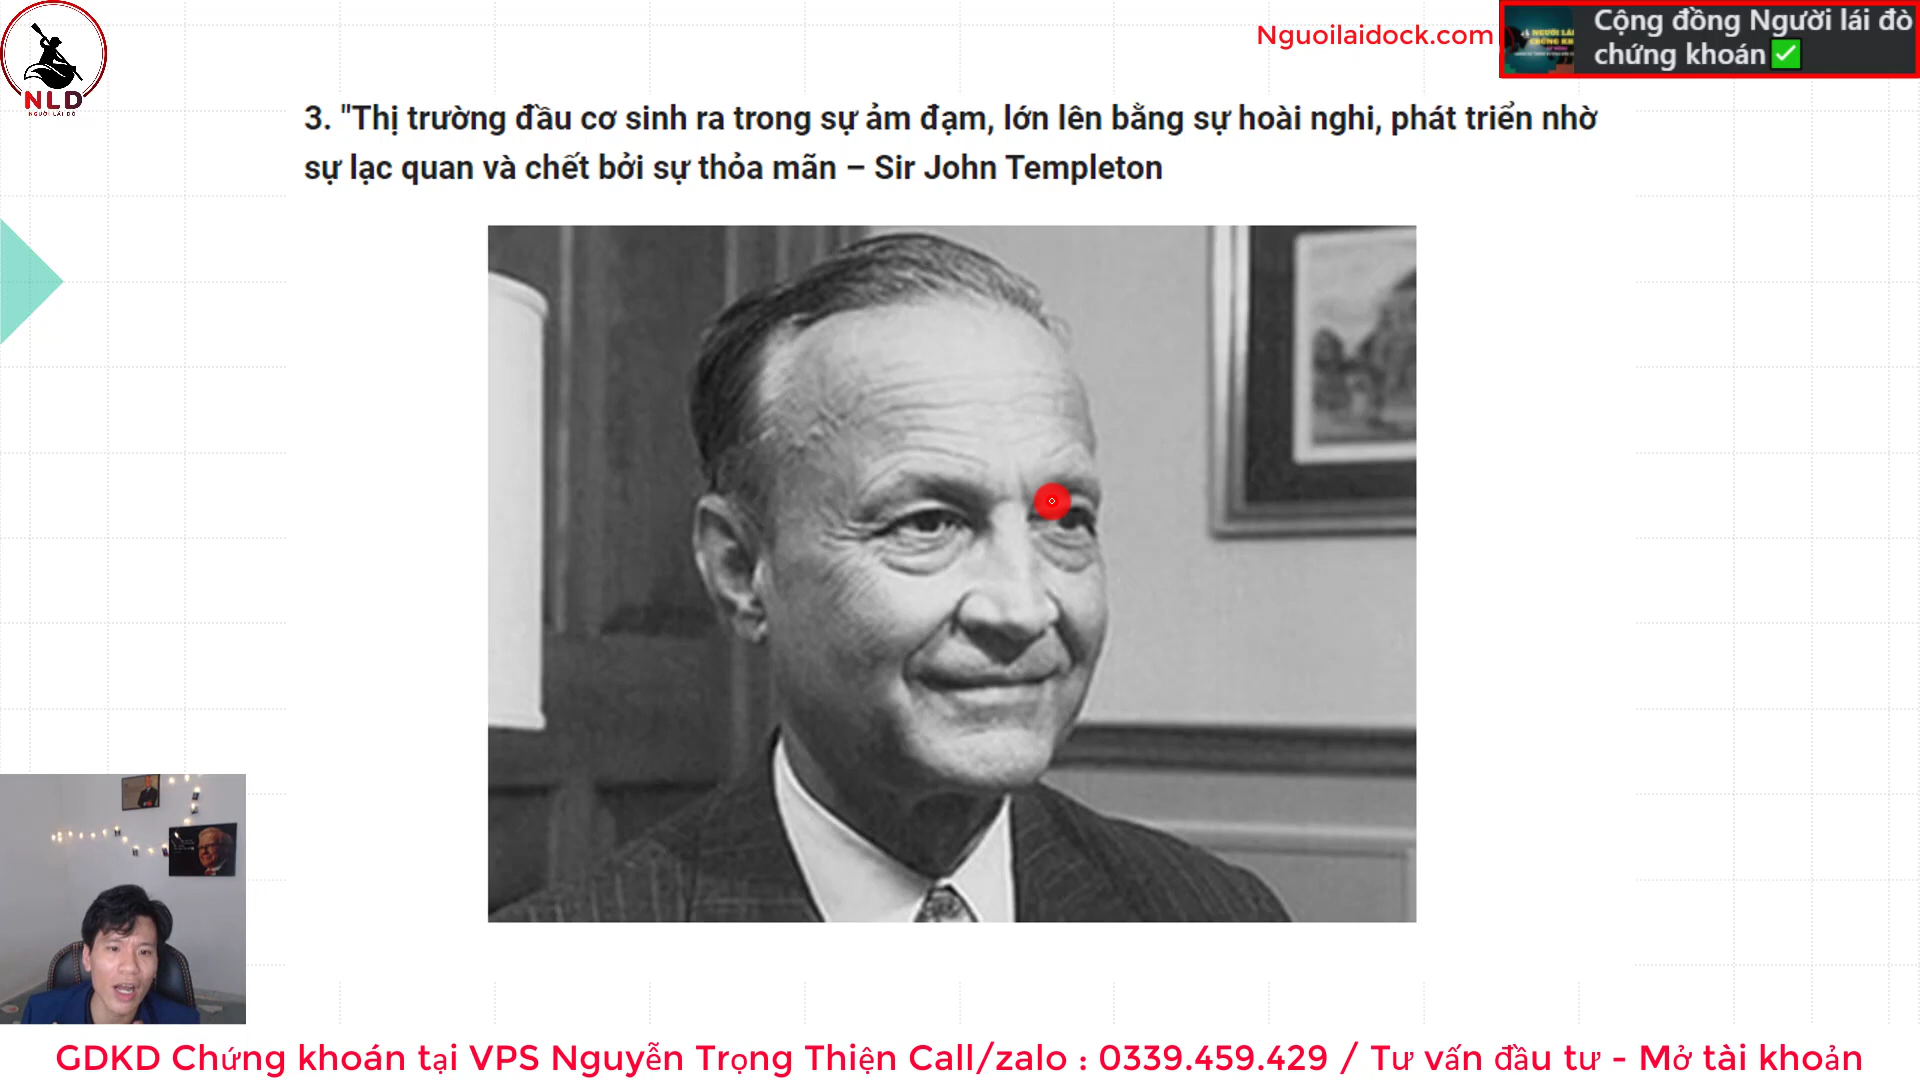 NLD
NGƯỜI LÁI ĐÒ
Nguoilaidock.com
Cộng đồng Người lái đò
chứng khoán
3. "Thị trường đầu cơ sinh ra trong sự ảm đạm, lớn lên bằng sự hoài nghi, phát triển nhờ
sự lạc quan và chết bởi sự thỏa mãn – Sir John Templeton
GDKD Chứng khoán tại VPS Nguyễn Trọng Thiện Call/zalo : 0339.459.429 / Tư vấn đầu tư - Mở tài khoản